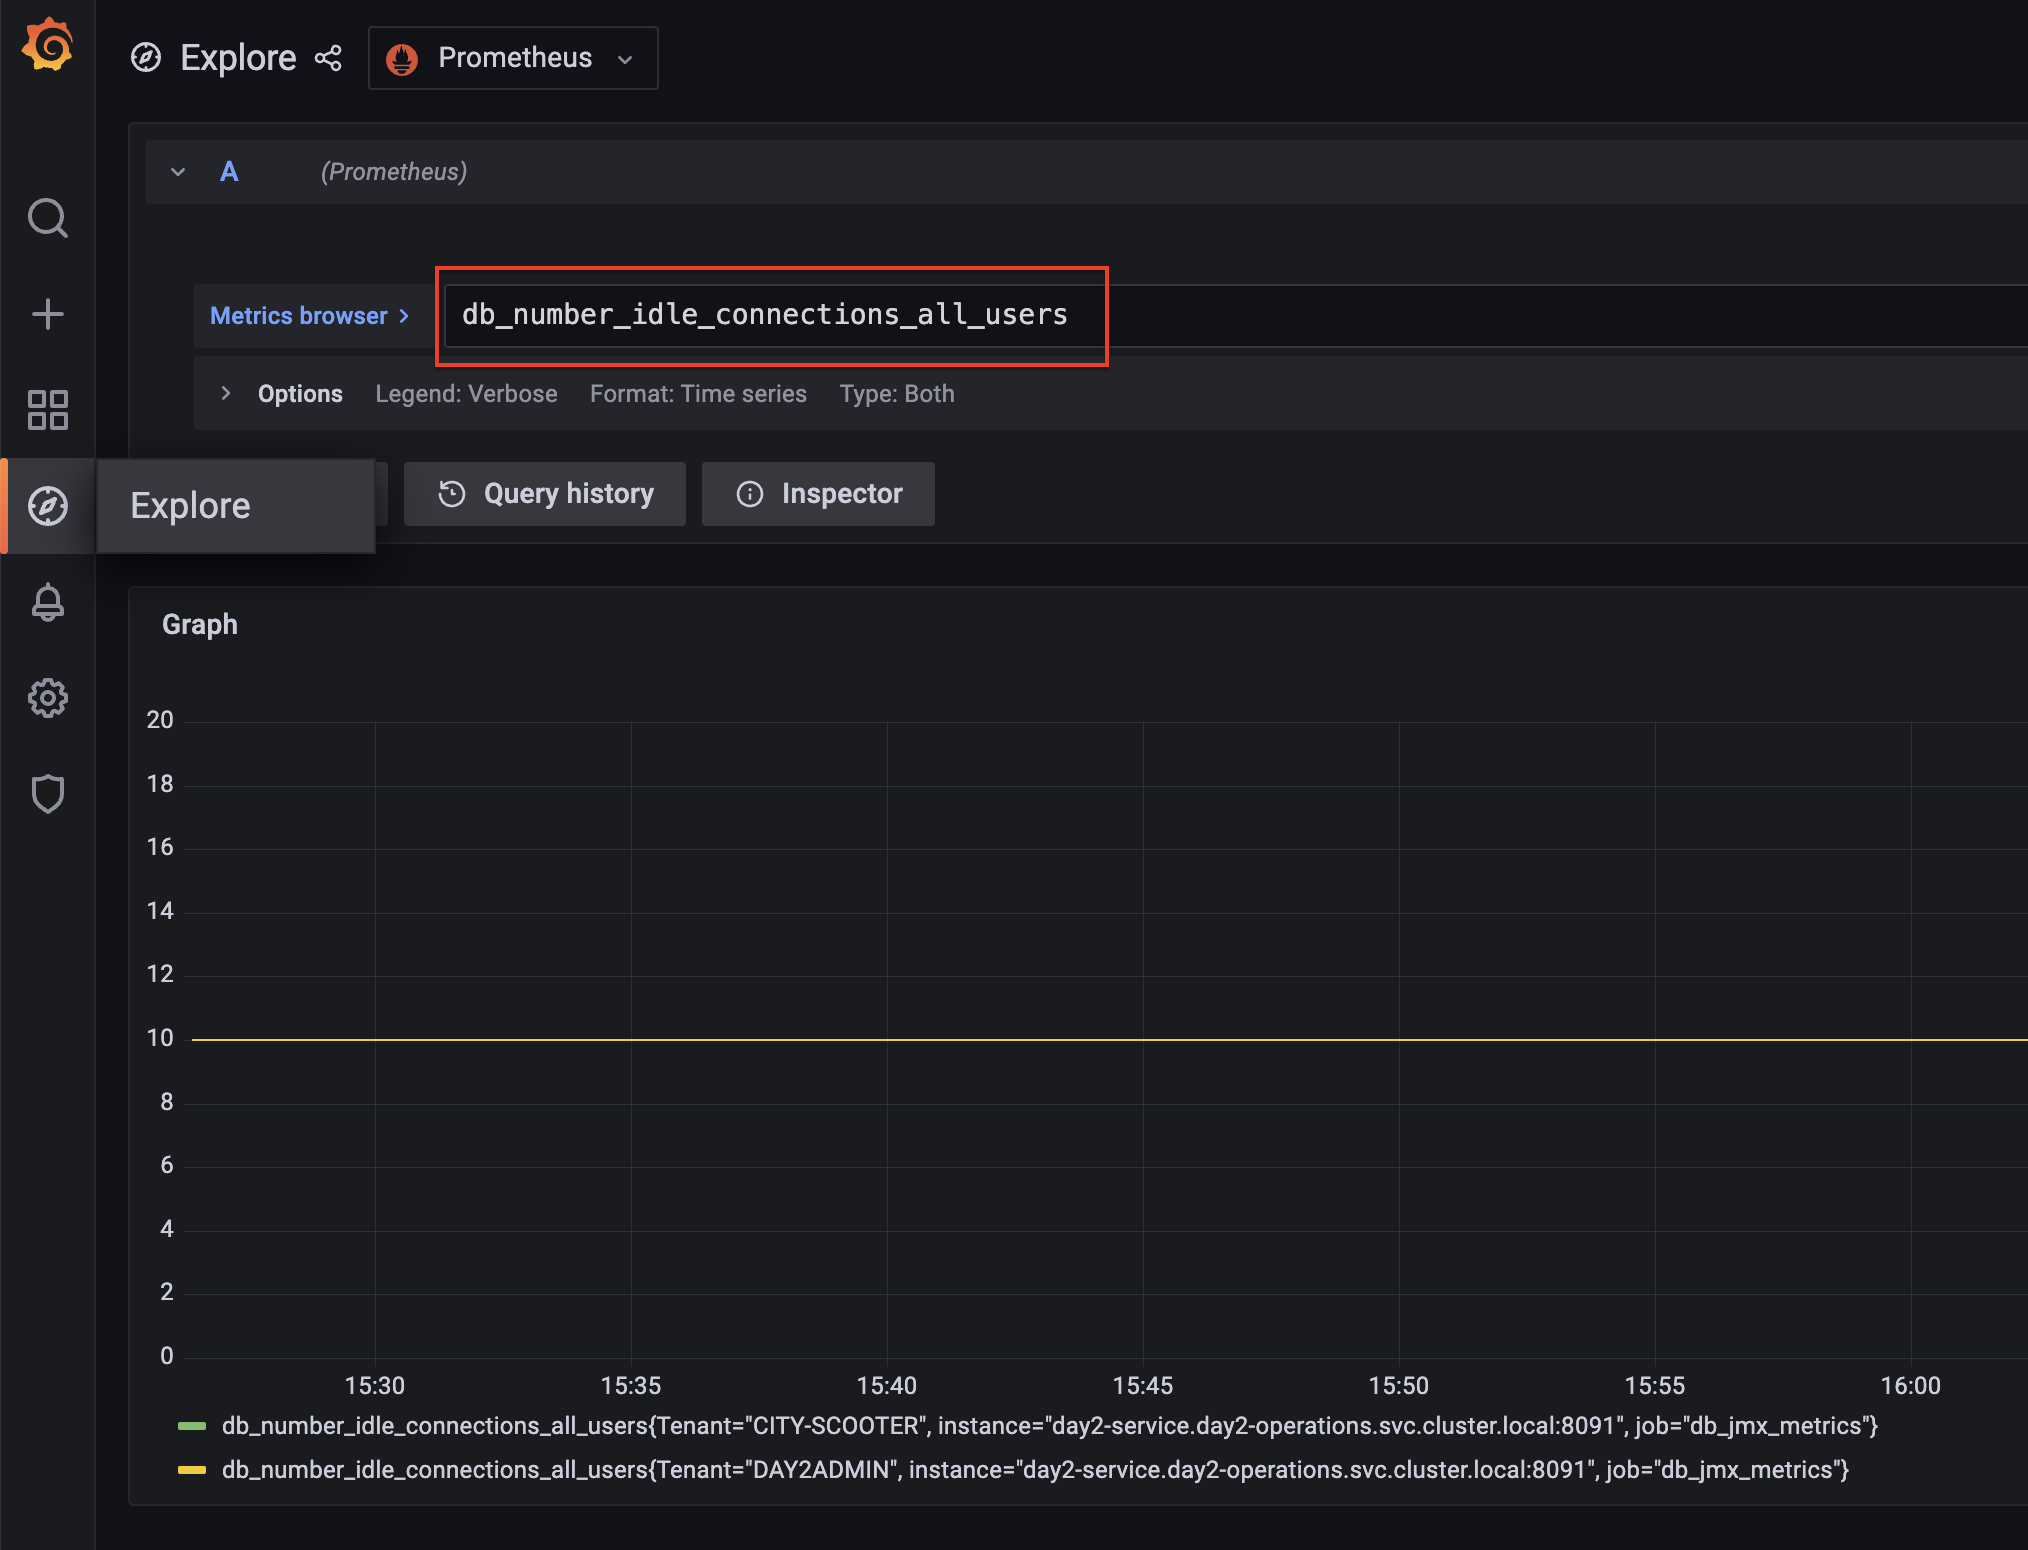 Explore
Prometheus
A (Prometheus)
Metrics browser > db_number_idle_connections_all_users
Options Legend: Verbose Format: Time series Type: Both
Explore Query history Inspector
Graph
20
18
16
14
12
10
8
6
4
2
0
15:30 15:35 15:40 15:45 15:50 15:55 16:00
db_number_idle_connections_all_users{Tenant="CITY-SCOOTER", instance="day2-service.day2-operations.svc.cluster.local:8091", job="db_jmx_metrics"}
db_number_idle_connections_all_users{Tenant="DAY2ADMIN", instance="day2-service.day2-operations.svc.cluster.local:8091", job="db_jmx_metrics"}